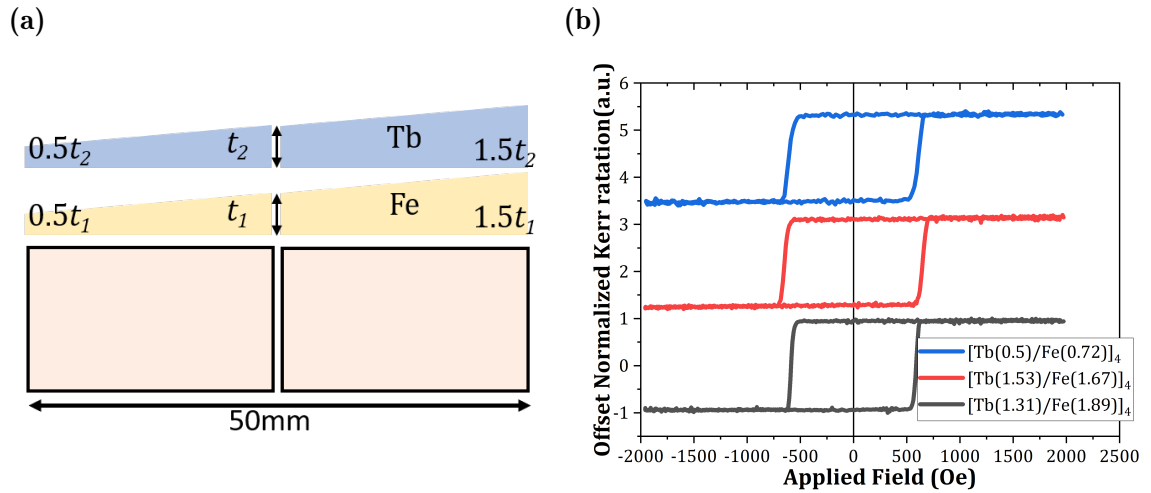 (a)
0.5t2 t2 Tb 1.5t2
0.5t1 t1 Fe 1.5t1
50mm
(b)
Offset Normalized Kerr ratation(a.u.)
6
5
4
3
2
1
0
-1
[Tb(0.5)/Fe(0.72)]4
[Tb(1.53)/Fe(1.67)]4
[Tb(1.31)/Fe(1.89)]4
-2000 -1500 -1000 -500 0 500 1000 1500 2000 2500
Applied Field (Oe)